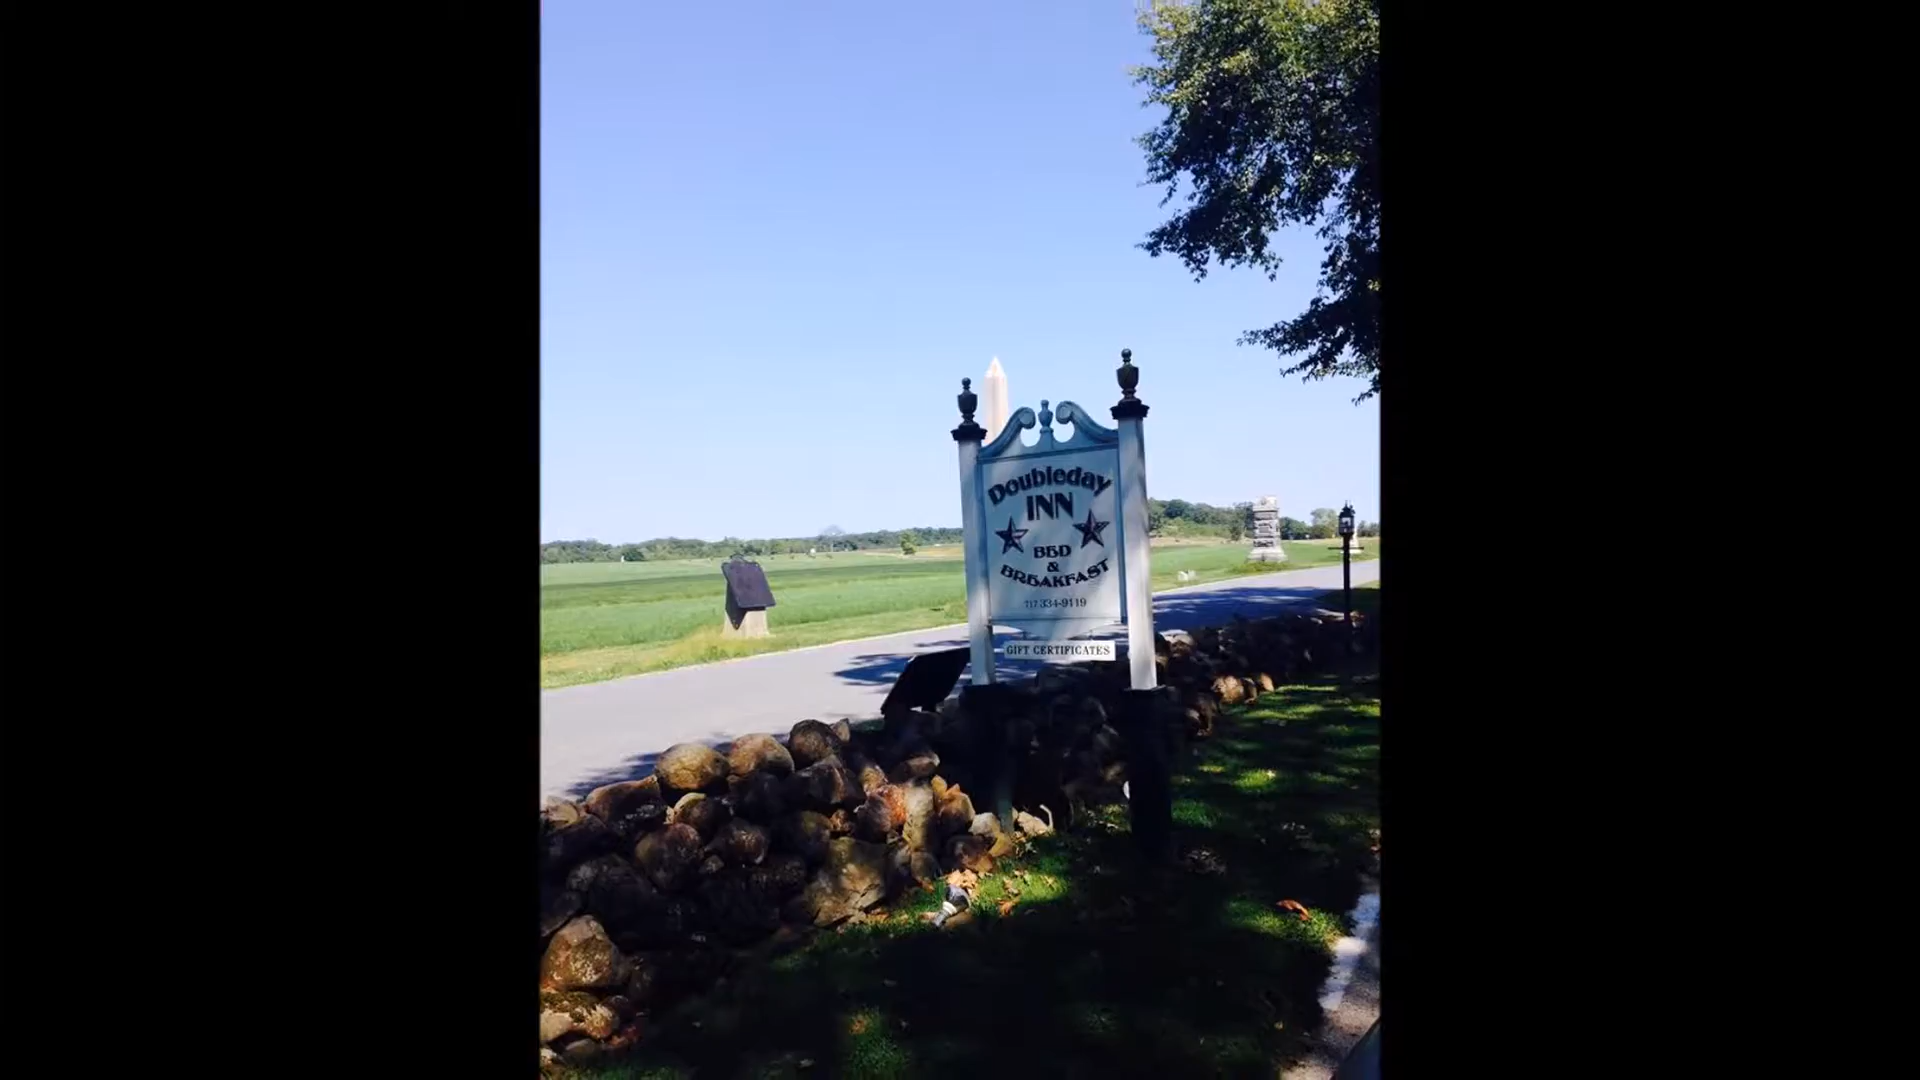 Doubleday
INN
BED
&
BREAKFAST
717 334-9119
GIFT CERTIFICATES